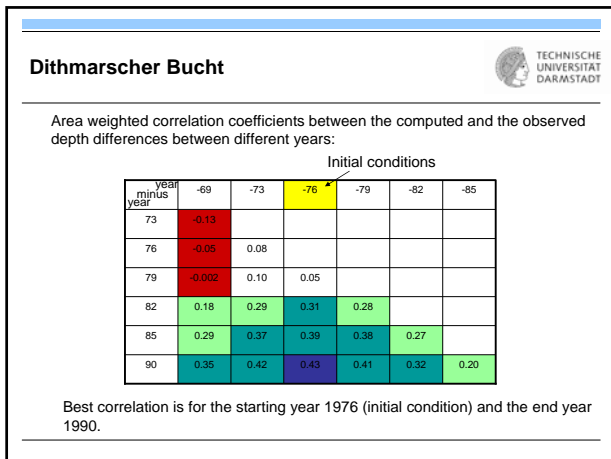 Dithmarscher Bucht
TECHNISCHE
UNIVERSITÄT
DARMSTADT
Area weighted correlation coefficients between the computed and the observed
depth differences between different years:
Initial conditions
year
minus
year
-69 -73 -76 -79 -82 -85
73 -0.13
76 -0.05 0.08
79 -0.002 0.10 0.05
82 0.18 0.29 0.31 0.28
85 0.29 0.37 0.39 0.38 0.27
90 0.35 0.42 0.43 0.41 0.32 0.20
Best correlation is for the starting year 1976 (initial condition) and the end year
1990.